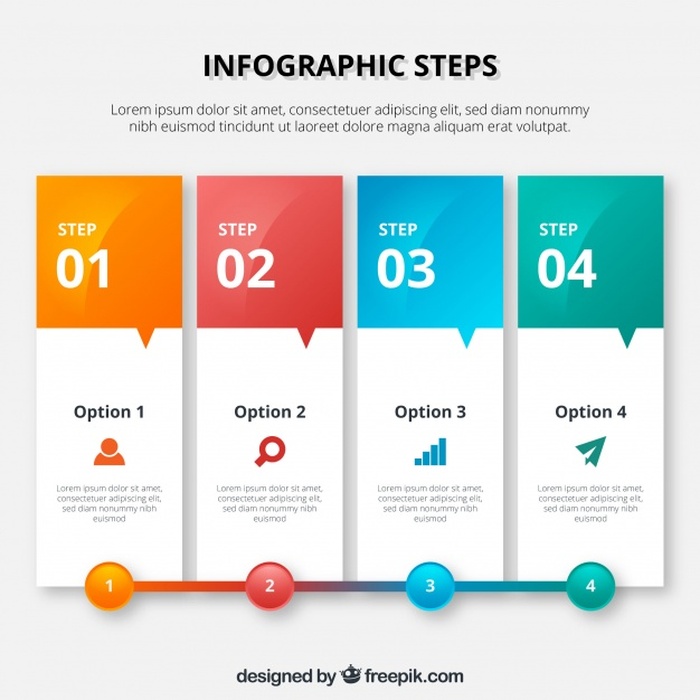 INFOGRAPHIC STEPS
Lorem ipsum dolor sit amet, consectetuer adipiscing elit, sed diam nonummy
nibh euismod tincidunt ut laoreet dolore magna aliquam erat volutpat.
STEP
01
Option 1
Lorem ipsum dolor sit amet,
consectetuer adipiscing elit,
sed diam nonummy nibh
euismod
1
STEP
02
Option 2
Lorem ipsum dolor sit amet,
consectetuer adipiscing elit,
sed diam nonummy nibh
euismod
2
STEP
03
Option 3
Lorem ipsum dolor sit amet,
consectetuer adipiscing elit,
sed diam nonummy nibh
euismod
3
STEP
04
Option 4
Lorem ipsum dolor sit amet,
consectetuer adipiscing elit,
sed diam nonummy nibh
euismod
4
designed by freepik.com